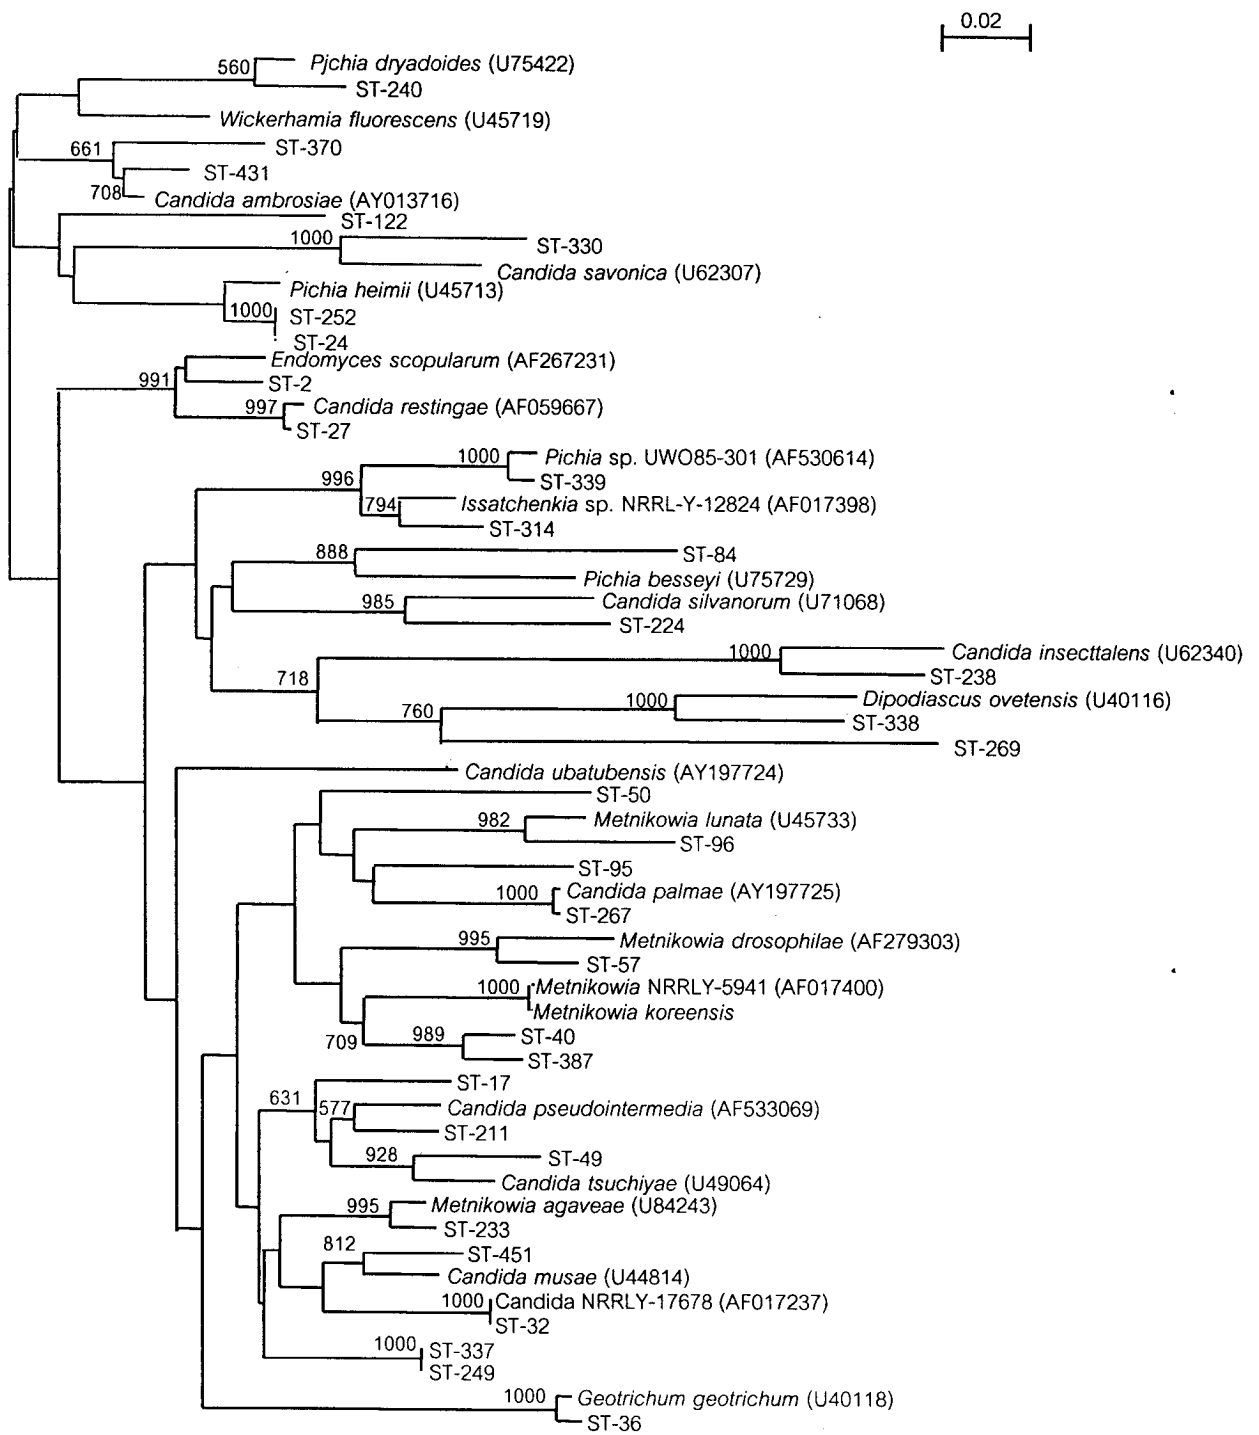 0.02
560
Pjchia dryadoides (U75422)
ST-240
Wickerhamia fluorescens (U45719)
661
ST-370
ST-431
708
Candida ambrosiae (AY013716)
ST-122
1000
ST-330
Candida savonica (U62307)
Pichia heimii (U45713)
1000
ST-252
ST-24
Endomyces scopularum (AF267231)
991
ST-2
997
Candida restingae (AF059667)
ST-27
1000
Pichia sp. UWO85-301 (AF530614)
996
ST-339
794
Issatchenkia sp. NRRL-Y-12824 (AF017398)
ST-314
888
ST-84
Pichia besseyi (U75729)
985
Candida silvanorum (U71068)
ST-224
1000
Candida insecttalens (U62340)
718
ST-238
1000
Dipodiascus ovetensis (U40116)
760
ST-338
ST-269
Candida ubatubensis (AY197724)
ST-50
982
Metnikowia lunata (U45733)
ST-96
ST-95
1000
Candida palmae (AY197725)
ST-267
995
Metnikowia drosophilae (AF279303)
ST-57
1000
Metnikowia NRRLY-5941 (AF017400)
Metnikowia koreensis
709
989
ST-40
ST-387
ST-17
631
577
Candida pseudointermedia (AF533069)
ST-211
928
ST-49
Candida tsuchiyae (U49064)
995
Metnikowia agaveae (U84243)
ST-233
812
ST-451
Candida musae (U44814)
1000
Candida NRRLY-17678 (AF017237)
ST-32
1000
ST-337
ST-249
1000
Geotrichum geotrichum (U40118)
ST-36